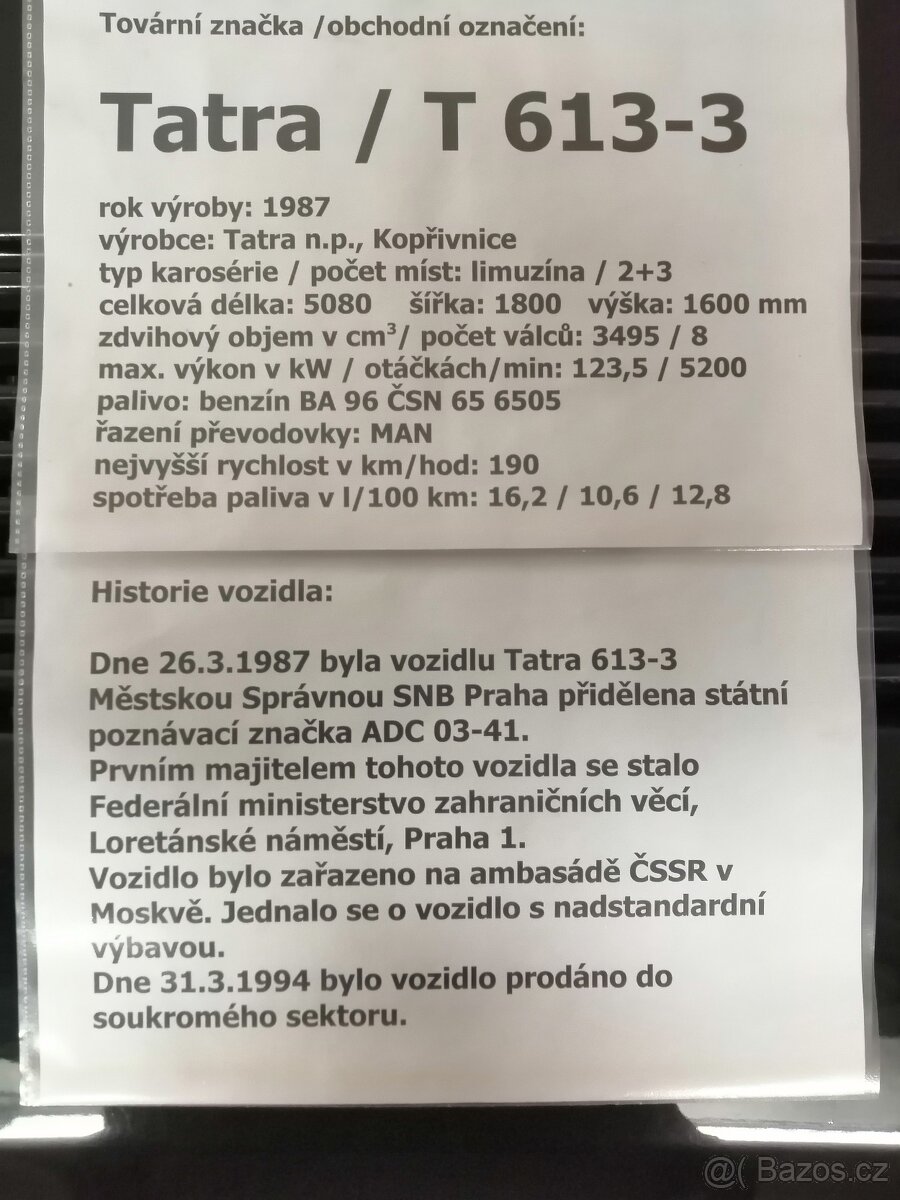 Tovární značka /obchodní označení:
Tatra / T 613-3
rok výroby: 1987
výrobce: Tatra n.p., Kopřivnice
typ karosérie / počet míst: limuzína / 2+3
celková délka: 5080 šířka: 1800 výška: 1600 mm
zdvihový objem v cm³/ počet válců: 3495 / 8
max. výkon v kW / otáčkách/min: 123,5 / 5200
palivo: benzín BA 96 ČSN 65 6505
řazení převodovky: MAN
nejvyšší rychlost v km/hod: 190
spotřeba paliva v l/100 km: 16,2 / 10,6 / 12,8
Historie vozidla:
Dne 26.3.1987 byla vozidlu Tatra 613-3
Městskou Správnou SNB Praha přidělena státní
poznávací značka ADC 03-41.
Prvním majitelem tohoto vozidla se stalo
Federální ministerstvo zahraničních věcí,
Loretánské náměstí, Praha 1.
Vozidlo bylo zařazeno na ambasádě ČSSR v
Moskvě. Jednalo se o vozidlo s nadstandardní
výbavou.
Dne 31.3.1994 bylo vozidlo prodáno do
soukromého sektoru.
@( Bazos.cz